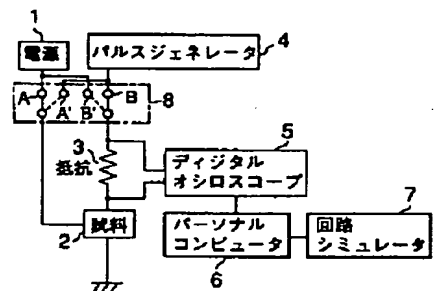 1
電源
パルスジェネレータ
4
A
A'
B'
B
8
3
抵抗
5
ディジタル
オシロスコープ
試料
2
パーソナル
コンピュータ
6
7
回路
シミュレータ